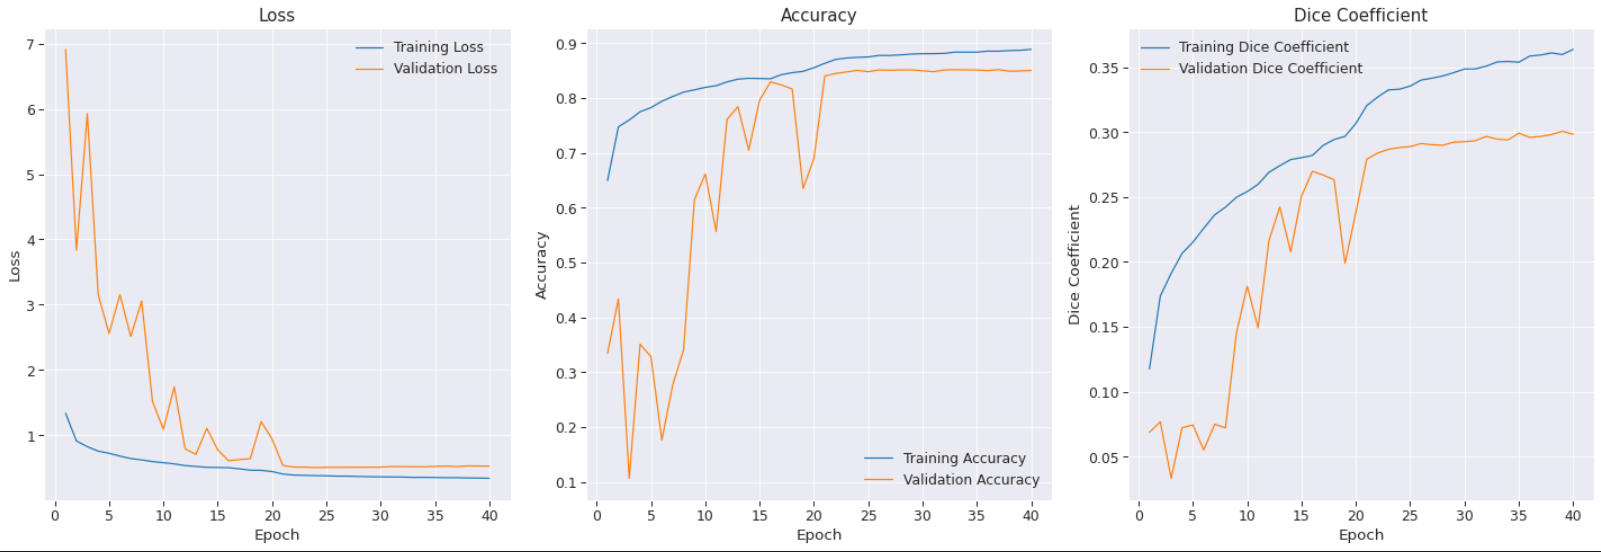 Loss
Training Loss
Validation Loss
7
6
5
4
3
2
1
Loss
0 5 10 15 20 25 30 35 40
Epoch
Accuracy
0.9
0.8
0.7
0.6
0.5
0.4
0.3
0.2
0.1
Accuracy
Training Accuracy
Validation Accuracy
0 5 10 15 20 25 30 35 40
Epoch
Dice Coefficient
Training Dice Coefficient
Validation Dice Coefficient
0.35
0.30
0.25
0.20
0.15
0.10
0.05
Dice Coefficient
0 5 10 15 20 25 30 35 40
Epoch